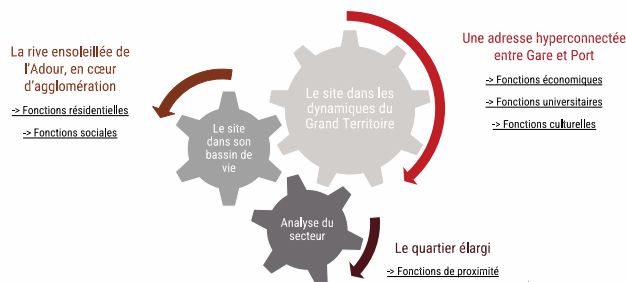 La rive ensoleillée de
l'Adour, en cœur
d'agglomération
-> Fonctions résidentielles
-> Fonctions sociales
Le site
dans son
bassin de
vie
Le site dans les
dynamiques du
Grand Territoire
Une adresse hyperconnectée
entre Gare et Port
-> Fonctions économiques
-> Fonctions universitaires
-> Fonctions culturelles
Analyse du
secteur
Le quartier élargi
-> Fonctions de proximité